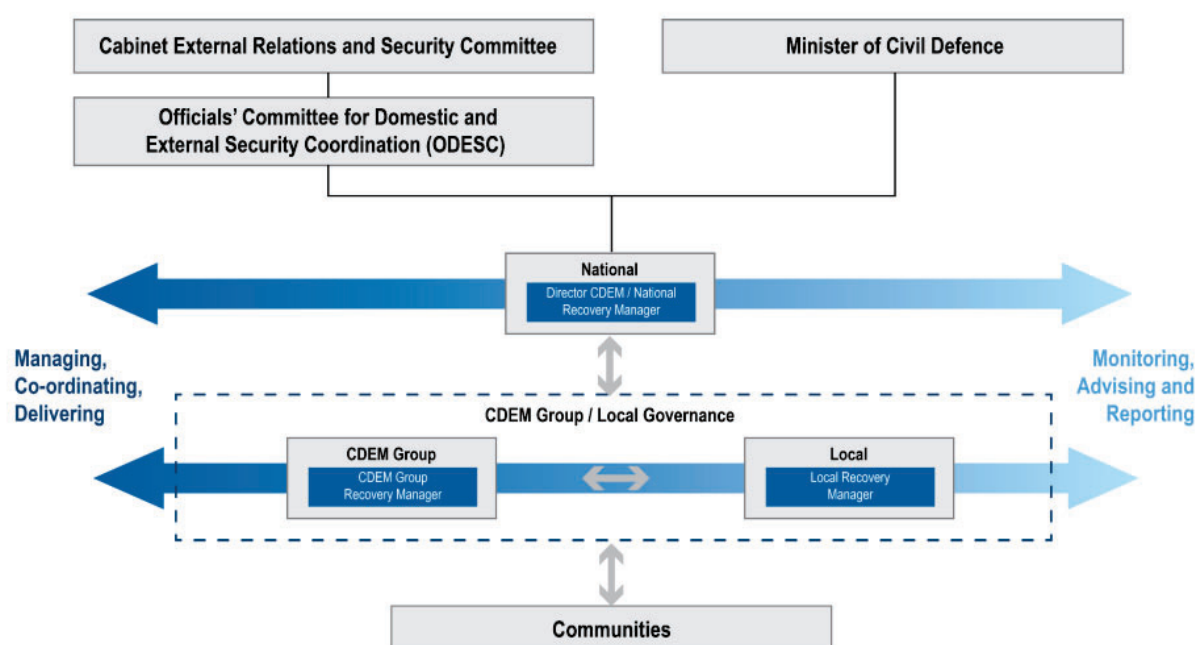 Cabinet External Relations and Security Committee
Minister of Civil Defence
Officials' Committee for Domestic and
External Security Coordination (ODESC)
National
Director CDEM / National
Recovery Manager
Managing,
Co-ordinating,
Delivering
Monitoring,
Advising and
Reporting
CDEM Group / Local Governance
CDEM Group
CDEM Group
Recovery Manager
Local
Local Recovery
Manager
Communities